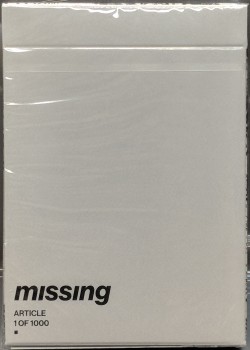 missing
ARTICLE
1 OF 1000